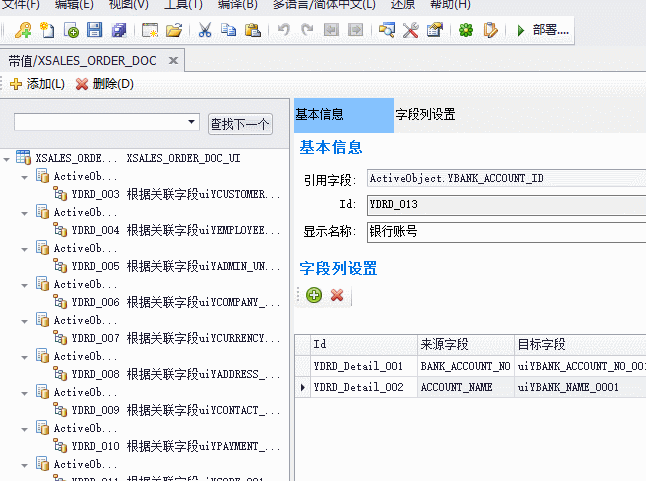 文件(F) 编辑(E) 视图(V) 工具(T) 编译(B) 多语言/简体中文(L) 还原 帮助(H)
部署....
带值/XSALES_ORDER_DOC
添加(L) 删除(D)
查找下一个
XSALES_ORDE... XSALES_ORDER_DOC_UI
ActiveOb...
YDRD_003 根据关联字段uiYCUSTOMER...
ActiveOb...
YDRD_004 根据关联字段uiYEMPLOYEE...
ActiveOb...
YDRD_005 根据关联字段uiYADMIN_UN...
ActiveOb...
YDRD_006 根据关联字段uiYCOMPANY_...
ActiveOb...
YDRD_007 根据关联字段uiYCURRENCY...
ActiveOb...
YDRD_008 根据关联字段uiYADDRESS_...
ActiveOb...
YDRD_009 根据关联字段uiYCONTACT_...
ActiveOb...
YDRD_010 根据关联字段uiYPAYMENT_...
ActiveOb...
基本信息 字段列设置
基本信息
引用字段: ActiveObject.YBANK_ACCOUNT_ID
Id: YDRD_013
显示名称: 银行账号
字段列设置
Id 来源字段 目标字段
YDRD_Detail_001 BANK_ACCOUNT_NO uiYBANK_ACCOUNT_NO_001
YDRD_Detail_002 ACCOUNT_NAME uiYBANK_NAME_0001